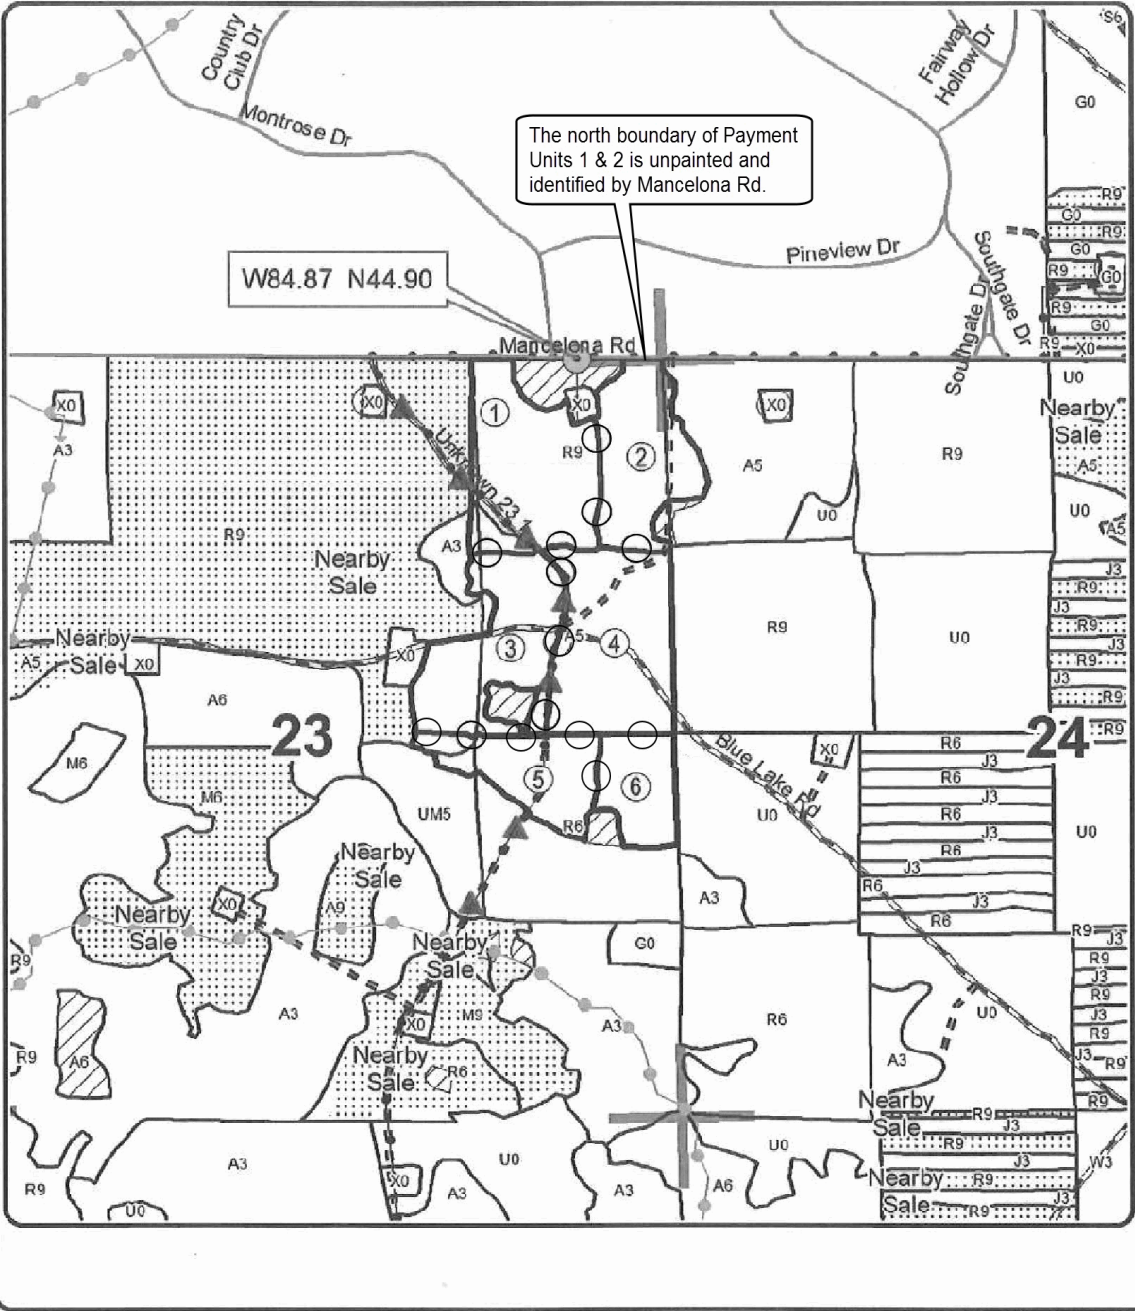 Country
Club Dr
Fairway
Hollow Dr
S6
G0
Montrose Dr
The north boundary of Payment
Units 1 & 2 is unpainted and
identified by Mancelona Rd.
R9
G0
R9
Pineview Dr
Southgate Dr
Southgate Dr
G0
R9
G0
W84.87 N44.90
R9
G0
R9
X0
Mancelona Rd
U0
X0
X0
X0
X0
Nearby
Sale
1
A3
Unknown 23 1
R9
2
A5
R9
A5
U0
U0
A5
R9
A3
Nearby
Sale
J3
R9
J3
R9
J3
R9
J3
R9
R9
Nearby
Sale
A5
X0
X0
3
A5
4
R9
U0
A6
23
24
M6
M6
Blue Lake Rd
X0
R6
J3
R6
J3
R6
J3
R6
J3
R6
J3
R6
5
6
UM5
R6
U0
U0
Nearby
Sale
A9
X0
Nearby
Sale
A3
Nearby
Sale
G0
R9
R9
J3
R9
J3
R9
J3
R9
J3
R9
R9
A3
X0
M9
A3
R6
U0
A3
R9
A6
Nearby
Sale
R6
Nearby
Sale
R9
J3
R9
J3
Nearby
Sale
R9
J3
R9
W3
A3
U0
U0
R9
X0
A3
A3
A6
U0